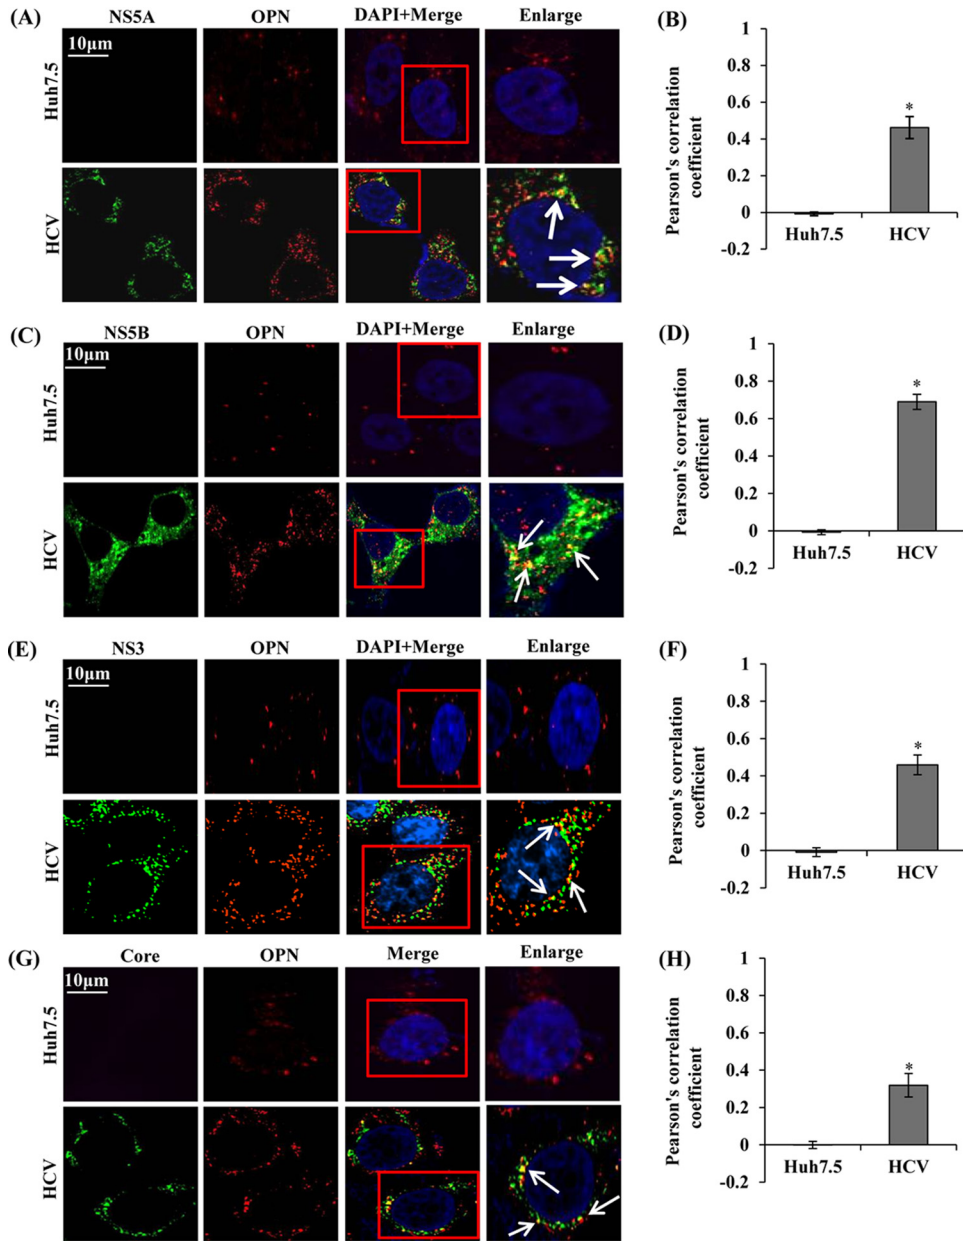 (A) NS5A OPN DAPI+Merge Enlarge
10µm
Huh7.5
HCV
(B)
Pearson's correlation
coefficient
1
0.8
0.6
0.4
0.2
0
-0.2
*
Huh7.5 HCV
(C) NS5B OPN DAPI+Merge Enlarge
10µm
Huh7.5
HCV
(D)
Pearson's correlation
coefficient
1
0.8
0.6
0.4
0.2
0
-0.2
*
Huh7.5 HCV
(E) NS3 OPN DAPI+Merge Enlarge
10µm
Huh7.5
HCV
(F)
Pearson's correlation
coefficient
1
0.8
0.6
0.4
0.2
0
-0.2
*
Huh7.5 HCV
(G) Core OPN Merge Enlarge
10µm
Huh7.5
HCV
(H)
Pearson's correlation
coefficient
1
0.8
0.6
0.4
0.2
0
-0.2
*
Huh7.5 HCV